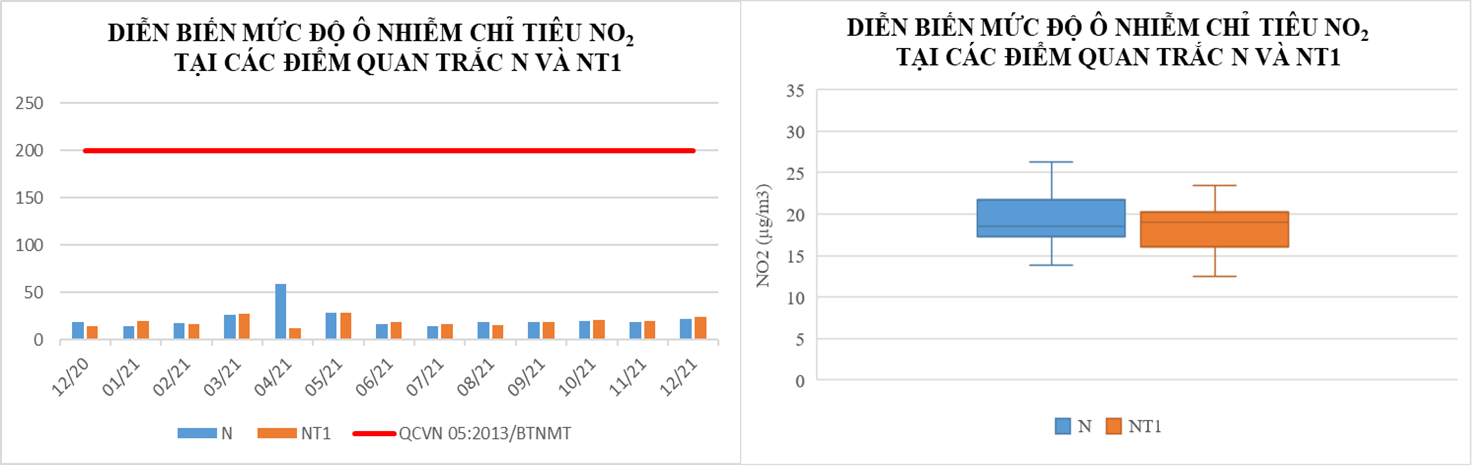 DIỄN BIẾN MỨC ĐỘ Ô NHIỄM CHỈ TIÊU NO₂
TẠI CÁC ĐIỂM QUAN TRẮC N VÀ NT1
250
200
150
100
50
0
12/20 01/21 02/21 03/21 04/21 05/21 06/21 07/21 08/21 09/21 10/21 11/21 12/21
N NT1 QCVN 05:2013/BTNMT
DIỄN BIẾN MỨC ĐỘ Ô NHIỄM CHỈ TIÊU NO₂
TẠI CÁC ĐIỂM QUAN TRẮC N VÀ NT1
NO2 (µg/m3)
35
30
25
20
15
10
5
0
N NT1